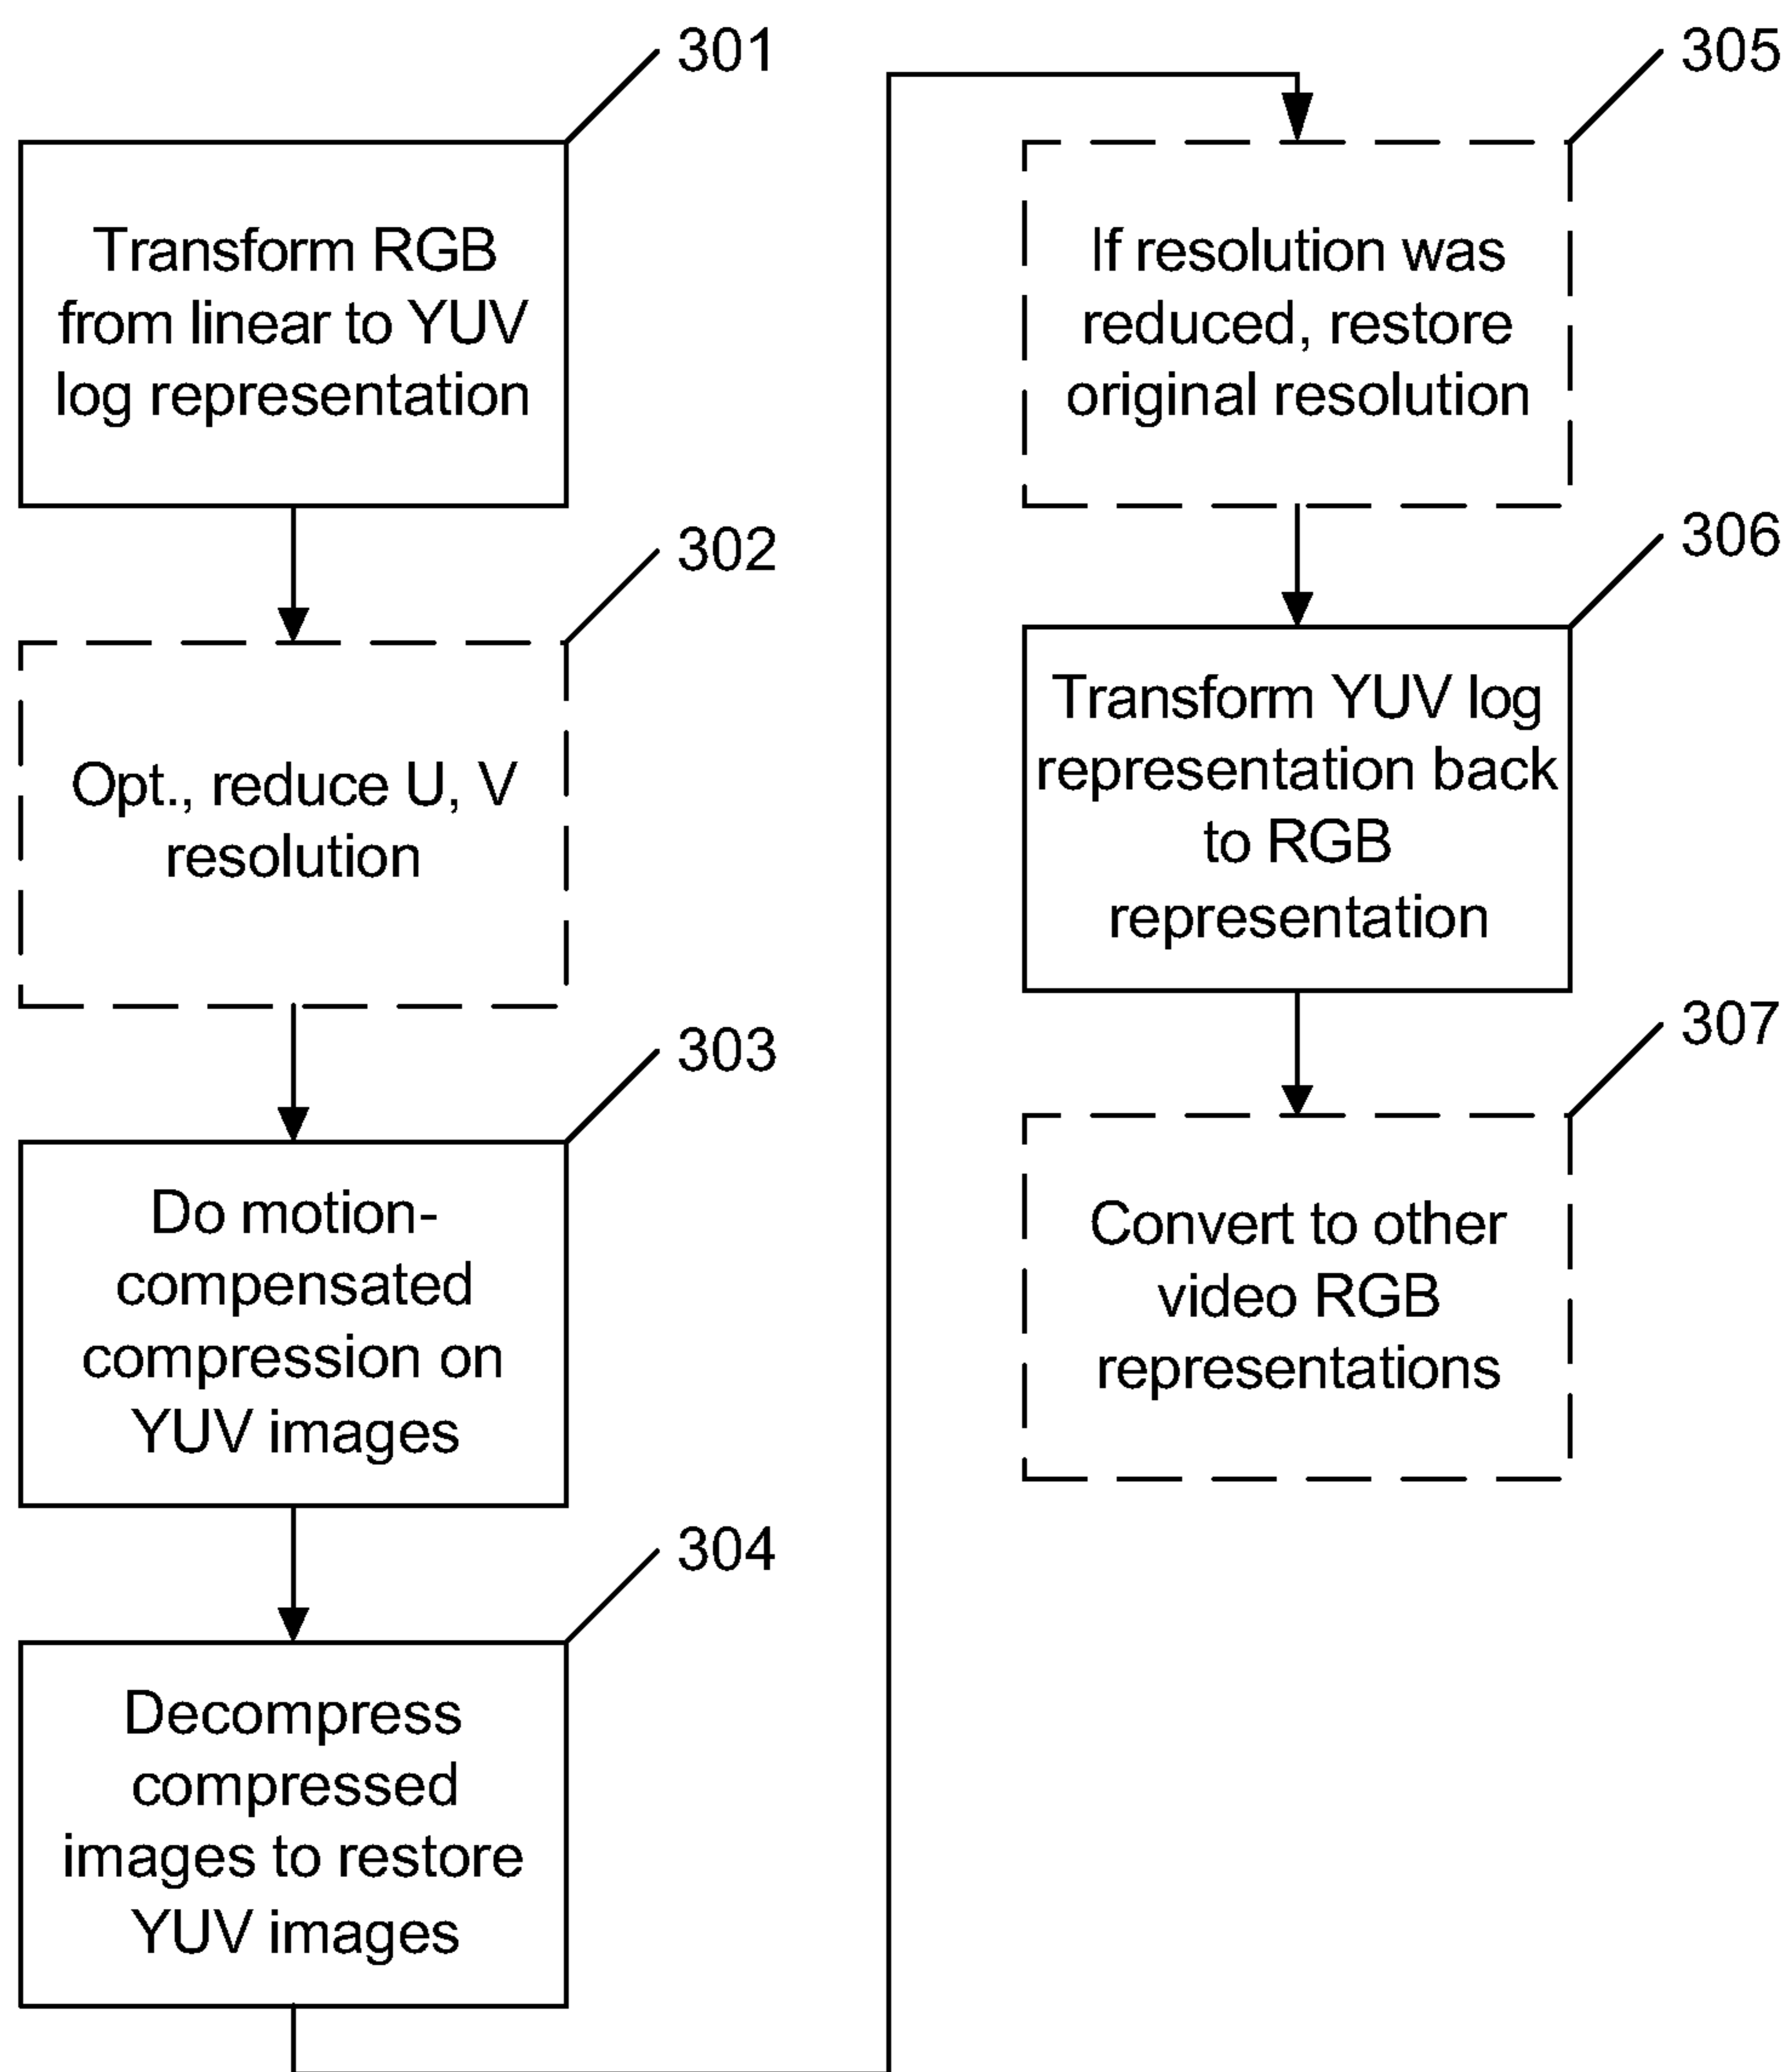 301
Transform RGB
from linear to YUV
log representation
302
Opt., reduce U, V
resolution
303
Do motion-
compensated
compression on
YUV images
304
Decompress
compressed
images to restore
YUV images
305
If resolution was
reduced, restore
original resolution
306
Transform YUV log
representation back
to RGB
representation
307
Convert to other
video RGB
representations